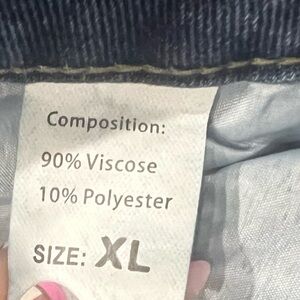 Composition:
90% Viscose
10% Polyester
SIZE: XL